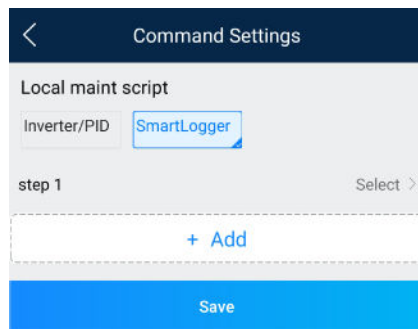 Command Settings
Local maint script
Inverter/PID SmartLogger
step 1 Select >
+ Add
Save